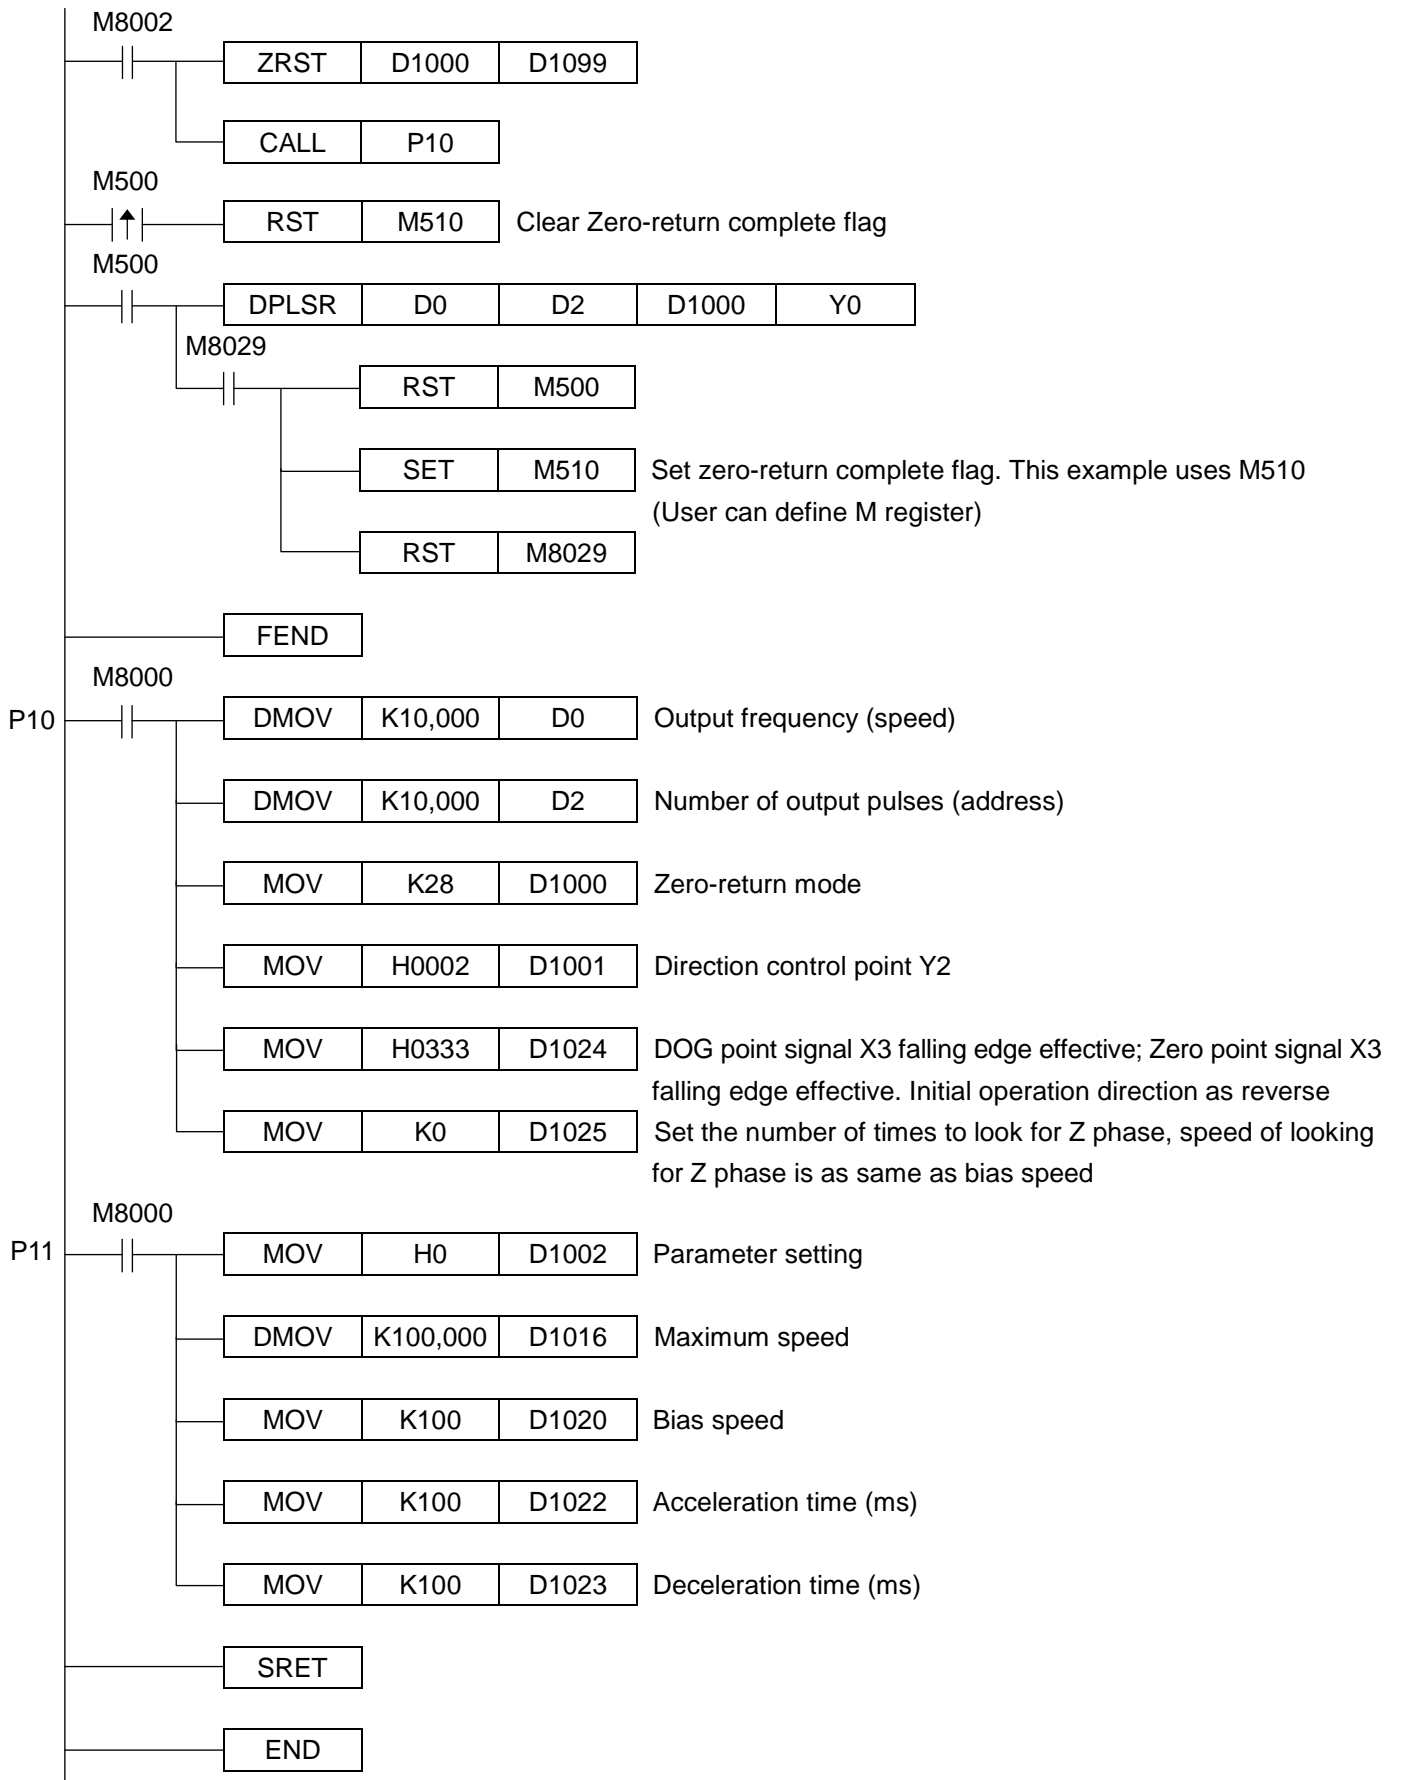 M8002
ZRST D1000 D1099
CALL P10
M500
RST M510 Clear Zero-return complete flag
M500
DPLSR D0 D2 D1000 Y0
M8029
RST M500
SET M510 Set zero-return complete flag. This example uses M510
(User can define M register)
RST M8029
FEND
M8000
P10 DMOV K10,000 D0 Output frequency (speed)
DMOV K10,000 D2 Number of output pulses (address)
MOV K28 D1000 Zero-return mode
MOV H0002 D1001 Direction control point Y2
MOV H0333 D1024 DOG point signal X3 falling edge effective; Zero point signal X3
falling edge effective. Initial operation direction as reverse
MOV K0 D1025 Set the number of times to look for Z phase, speed of looking
for Z phase is as same as bias speed
M8000
P11 MOV H0 D1002 Parameter setting
DMOV K100,000 D1016 Maximum speed
MOV K100 D1020 Bias speed
MOV K100 D1022 Acceleration time (ms)
MOV K100 D1023 Deceleration time (ms)
SRET
END